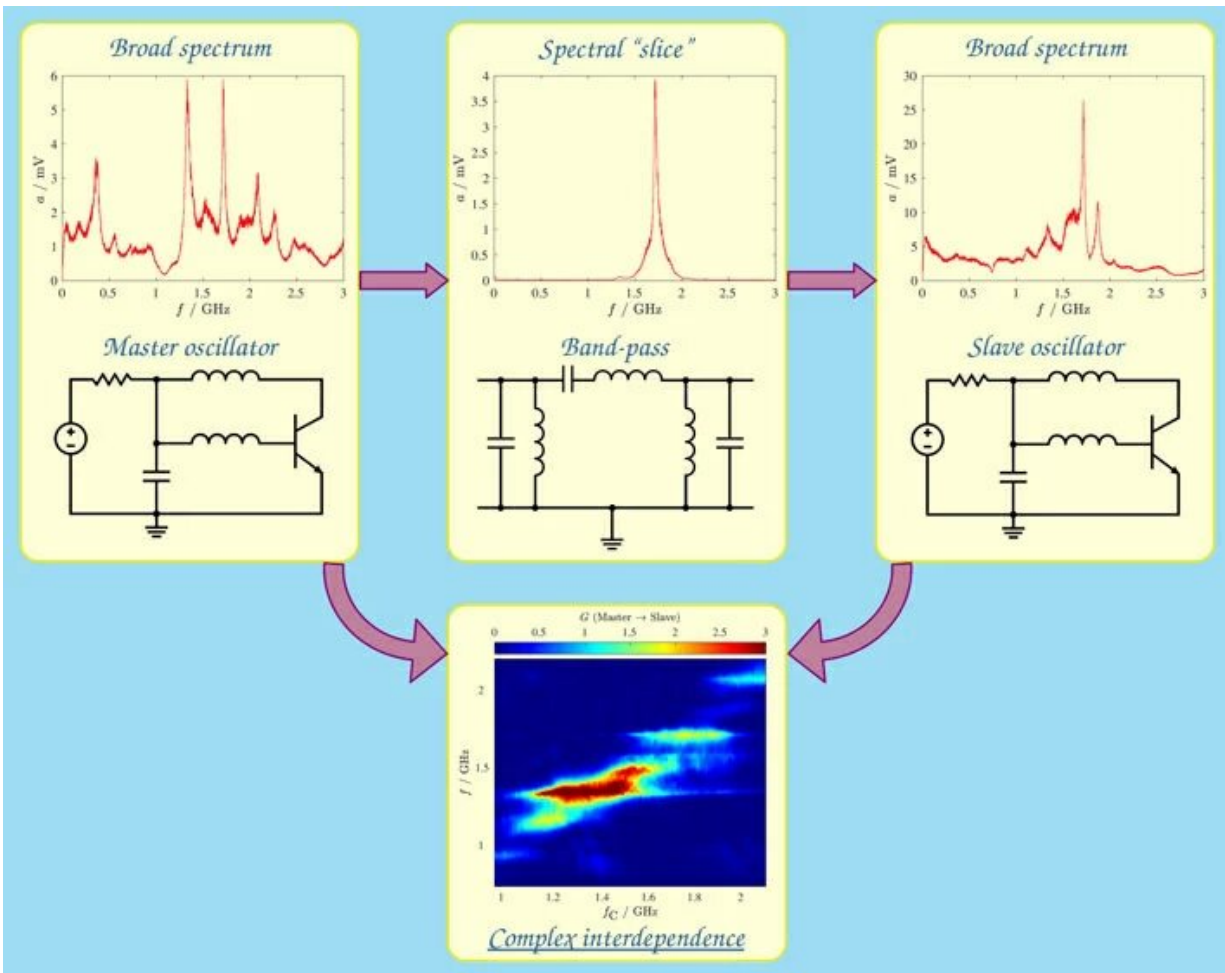 Broad spectrum
6
5
4
3
2
1
0
a / mV
0 0.5 1 1.5 2 2.5 3
f / GHz
Master oscillator
+
-
Spectral “slice”
4
3.5
3
2.5
2
1.5
1
0.5
0
a / mV
0 0.5 1 1.5 2 2.5 3
f / GHz
Band-pass
Broad spectrum
30
25
20
15
10
5
0
a / mV
0 0.5 1 1.5 2 2.5 3
f / GHz
Slave oscillator
+
-
G (Master → Slave)
0 0.5 1 1.5 2 2.5 3
2
1.5
1
f / GHz
1 1.2 1.4 1.6 1.8 2
fC / GHz
Complex interdependence